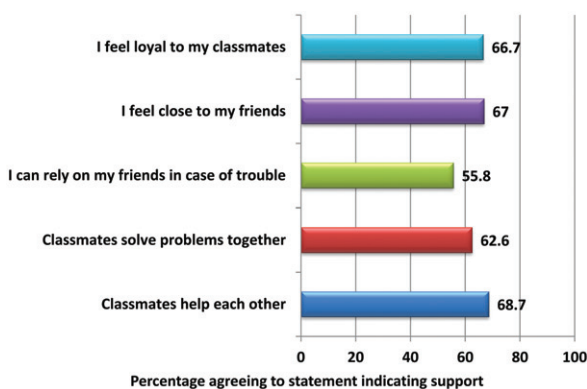 I feel loyal to my classmates 66.7
I feel close to my friends 67
I can rely on my friends in case of trouble 55.8
Classmates solve problems together 62.6
Classmates help each other 68.7
0 20 40 60 80 100
Percentage agreeing to statement indicating support